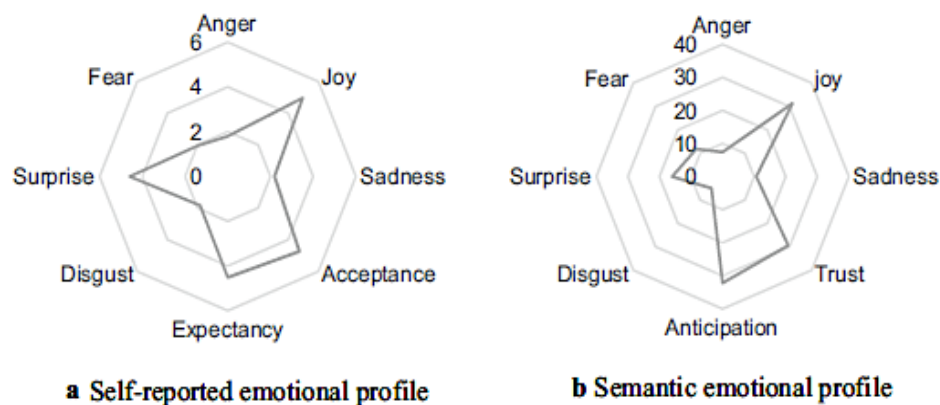 Anger
6
Fear
Joy
4
2
Surprise
0
Sadness
Disgust
Acceptance
Expectancy
a Self-reported emotional profile
Anger
40
Fear
joy
30
20
10
Surprise
0
Sadness
Disgust
Trust
Anticipation
b Semantic emotional profile